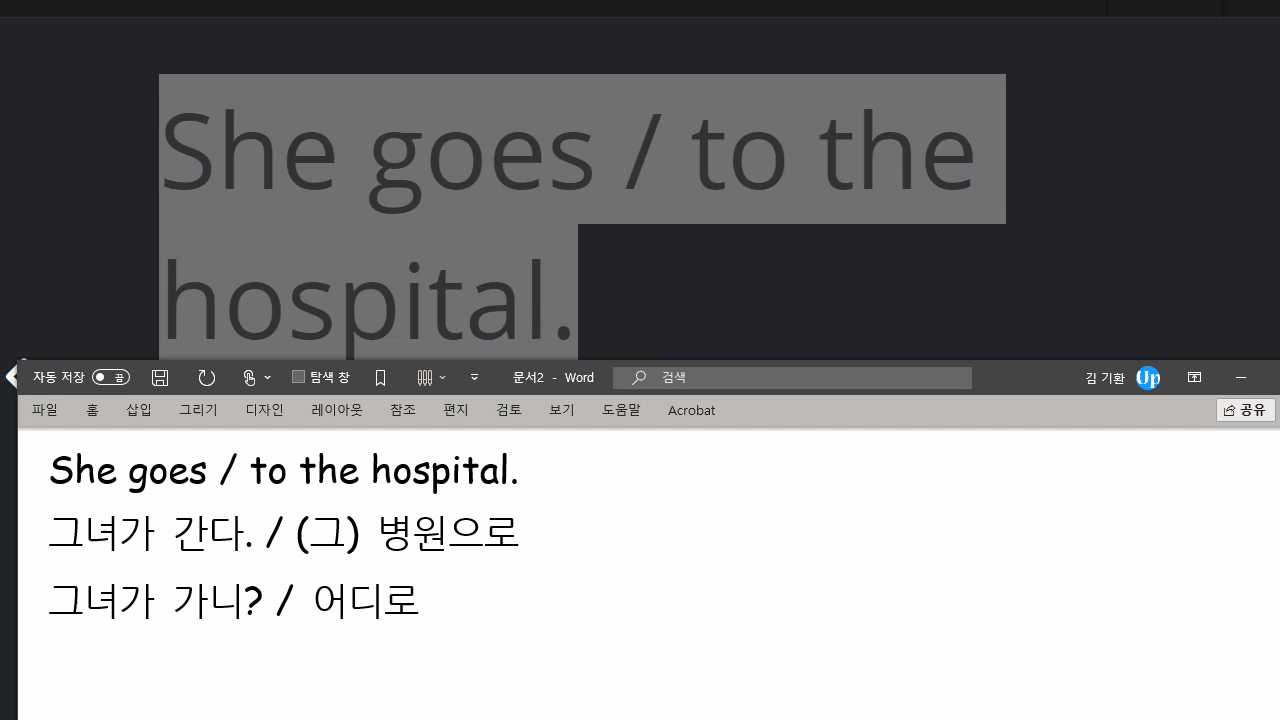 She goes / to the
hospital.
자동 저장 끔 탐색 창 문서2 - Word 검색 김 기환 Up
파일 홈 삽입 그리기 디자인 레이아웃 참조 편지 검토 보기 도움말 Acrobat 공유
She goes / to the hospital.
그녀가 간다. / (그) 병원으로
그녀가 가니? / 어디로